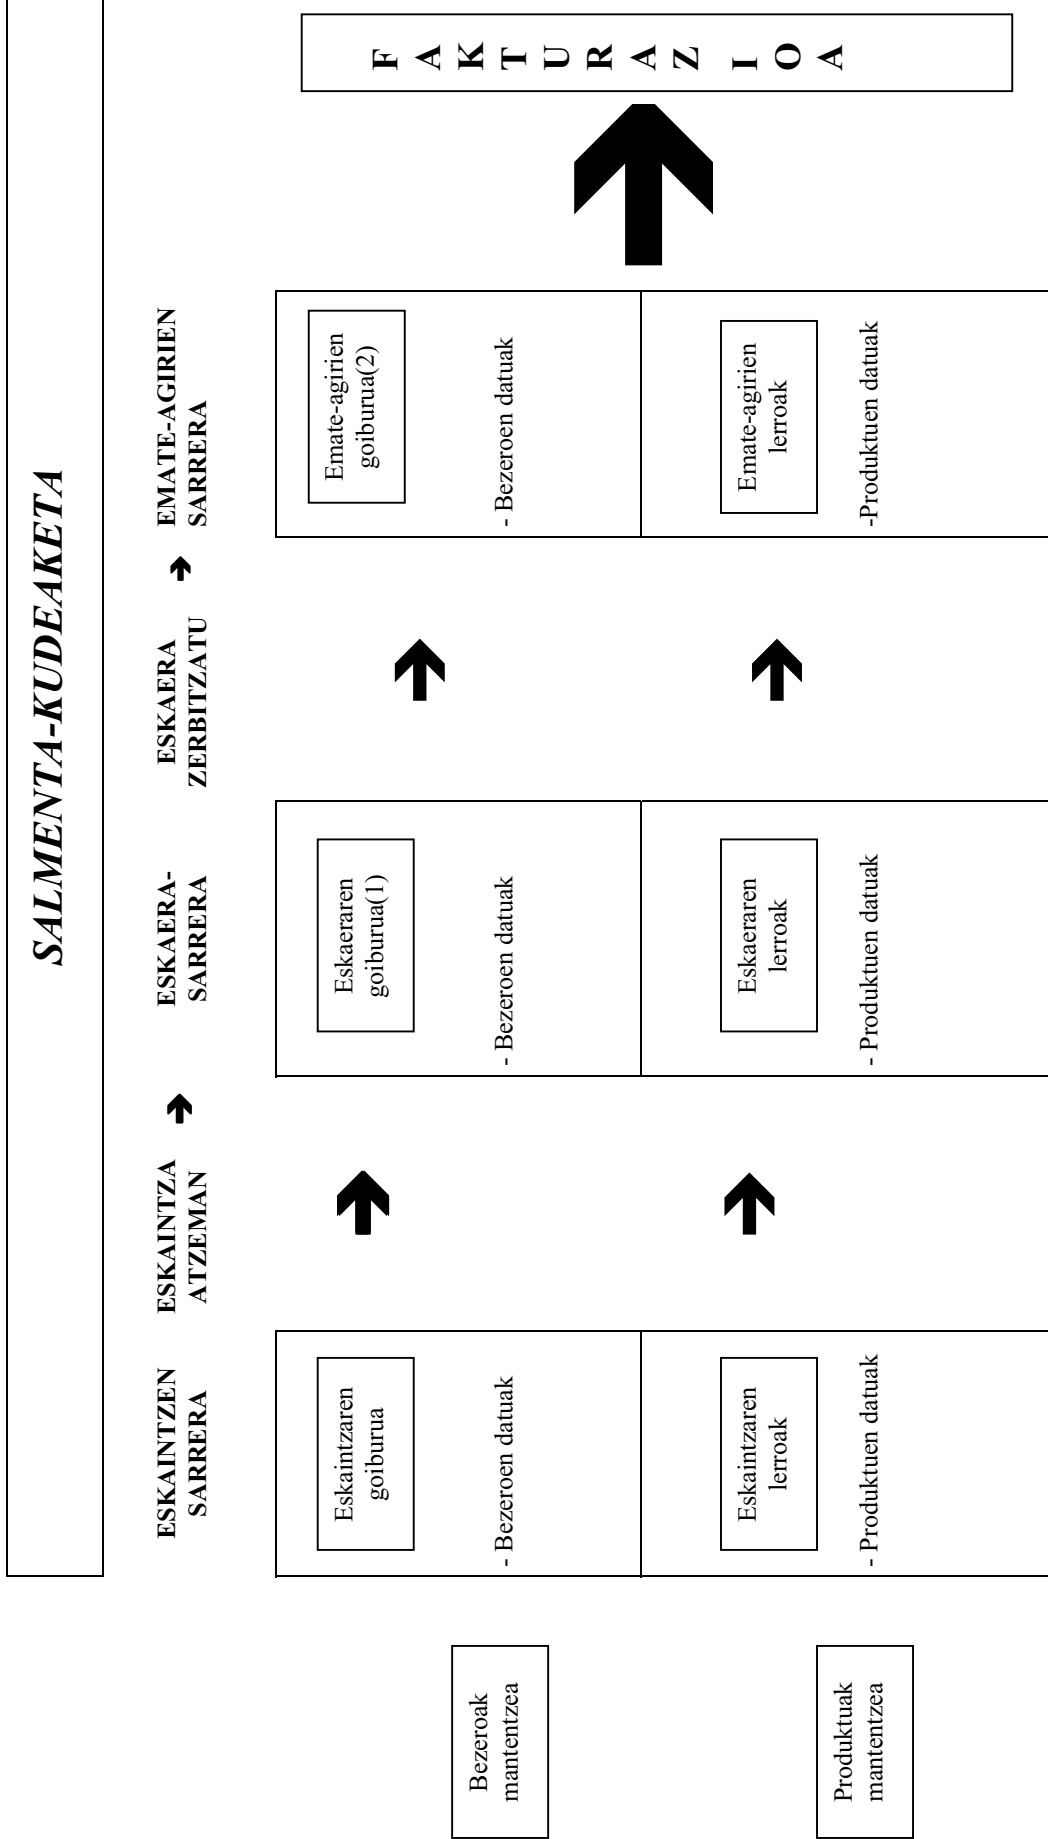 SALMENTA-KUDEAKETA
ESKAINTZEN
SARRERA
ESKAINTZA
ATZEMAN
ESKAERA-
SARRERA
ESKAERA
ZERBITZATU
EMATE-AGIRIEN
SARRERA
Eskaintzaren
goiburua
- Bezeroen datuak
Eskaeraren
goiburua(1)
- Bezeroen datuak
Emate-agirien
goiburua(2)
- Bezeroen datuak
Bezeroak
mantentzea
Eskaintzaren
lerroak
- Produktuen datuak
Eskaeraren
lerroak
- Produktuen datuak
Emate-agirien
lerroak
-Produktuen datuak
Produktuak
mantentzea
F
A
K
T
U
R
A
Z
I
O
A